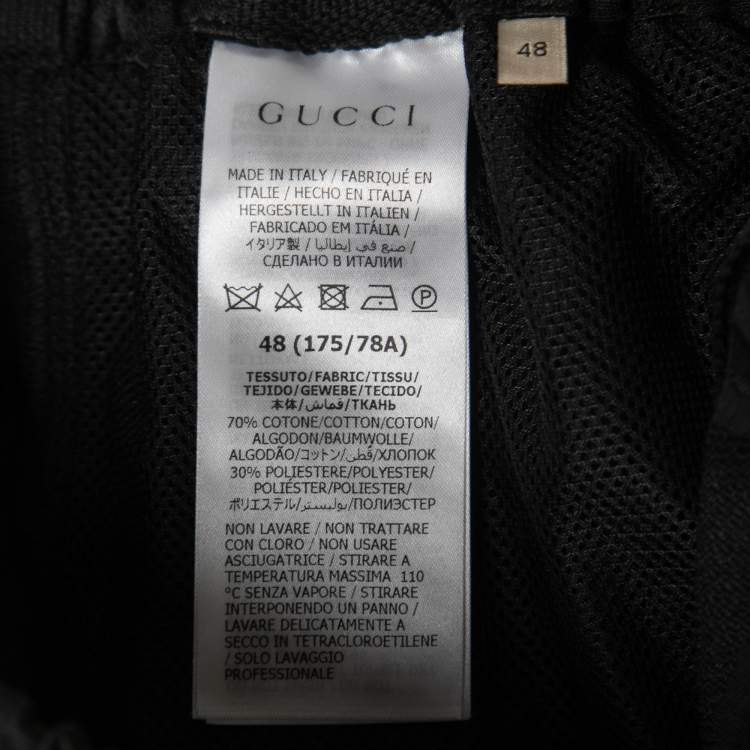 48
GUCCI
MADE IN ITALY / FABRIQUÉ EN
ITALIE / HECHO EN ITALIA /
HERGESTELLT IN ITALIEN /
FABRICADO EM ITÁLIA /
イタリア製 / صنع في إيطاليا /
СДЕЛАНО В ИТАЛИИ
P
48 (175/78A)
TESSUTO/FABRIC/TISSU/
TEJIDO/GEWEBE/TECIDO/
本体/قماش/ТКАНЬ
70% COTONE/COTTON/COTON/
ALGODON/BAUMWOLLE/
ALGODÃO/コットン/قطن/ХЛОПОК
30% POLIESTERE/POLYESTER/
POLIÉSTER/POLIESTER/
ポリエステル/بوليستر/ПОЛИЭСТЕР
NON LAVARE / NON TRATTARE
CON CLORO / NON USARE
ASCIUGATRICE / STIRARE A
TEMPERATURA MASSIMA 110
°C SENZA VAPORE / STIRARE
INTERPONENDO UN PANNO /
LAVARE DELICATAMENTE A
SECCO IN TETRACLOROETILENE
/ SOLO LAVAGGIO
PROFESSIONALE